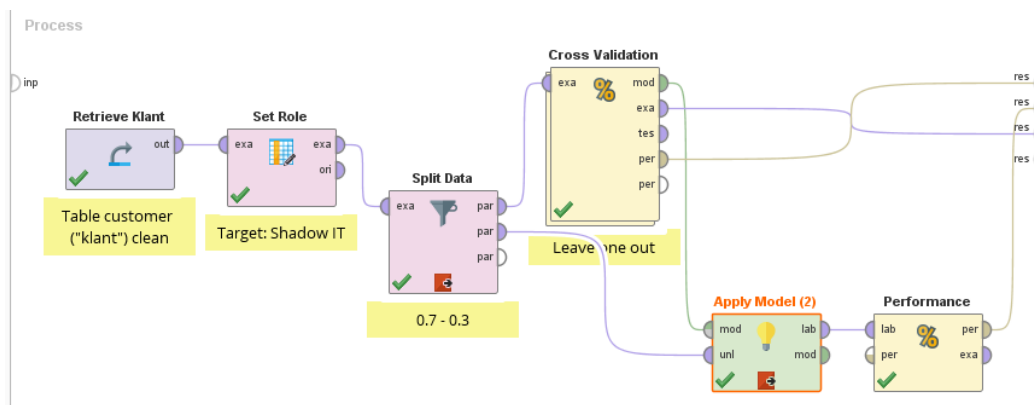 Process
inp
Retrieve Klant
out
Table customer
("klant") clean
Set Role
exa
exa
ori
Target: Shadow IT
Split Data
exa
par
par
par
0.7 - 0.3
Cross Validation
exa
mod
exa
tes
per
per
%
Leave one out
Apply Model (2)
mod
lab
unl
mod
Performance
lab
per
per
exa
%
res
res
res
res